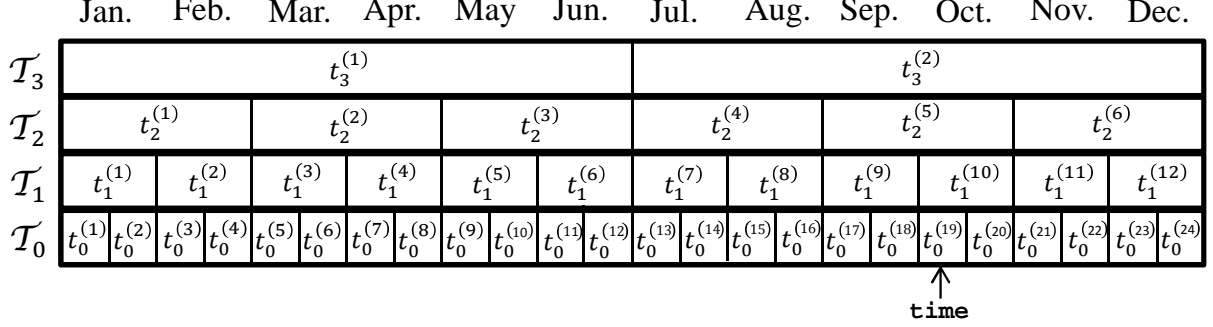 Jan. Feb. Mar. Apr. May Jun. Jul. Aug. Sep. Oct. Nov. Dec.
𝒯₃ t₃⁽¹⁾ t₃⁽²⁾
𝒯₂ t₂⁽¹⁾ t₂⁽²⁾ t₂⁽³⁾ t₂⁽⁴⁾ t₂⁽⁵⁾ t₂⁽⁶⁾
𝒯₁ t₁⁽¹⁾ t₁⁽²⁾ t₁⁽³⁾ t₁⁽⁴⁾ t₁⁽⁵⁾ t₁⁽⁶⁾ t₁⁽⁷⁾ t₁⁽⁸⁾ t₁⁽⁹⁾ t₁⁽¹⁰⁾ t₁⁽¹¹⁾ t₁⁽¹²⁾
𝒯₀ t₀⁽¹⁾ t₀⁽²⁾ t₀⁽³⁾ t₀⁽⁴⁾ t₀⁽⁵⁾ t₀⁽⁶⁾ t₀⁽⁷⁾ t₀⁽⁸⁾ t₀⁽⁹⁾ t₀⁽¹⁰⁾ t₀⁽¹¹⁾ t₀⁽¹²⁾ t₀⁽¹³⁾ t₀⁽¹⁴⁾ t₀⁽¹⁵⁾ t₀⁽¹⁶⁾ t₀⁽¹⁷⁾ t₀⁽¹⁸⁾ t₀⁽¹⁹⁾ t₀⁽²⁰⁾ t₀⁽²¹⁾ t₀⁽²²⁾ t₀⁽²³⁾ t₀⁽²⁴⁾
time